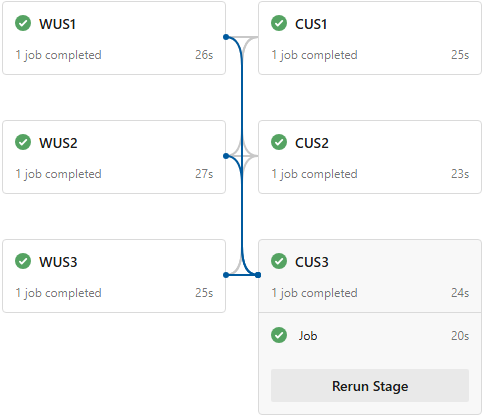 WUS1
1 job completed 26s
CUS1
1 job completed 25s
WUS2
1 job completed 27s
CUS2
1 job completed 23s
WUS3
1 job completed 25s
CUS3
1 job completed 24s
Job 20s
Rerun Stage